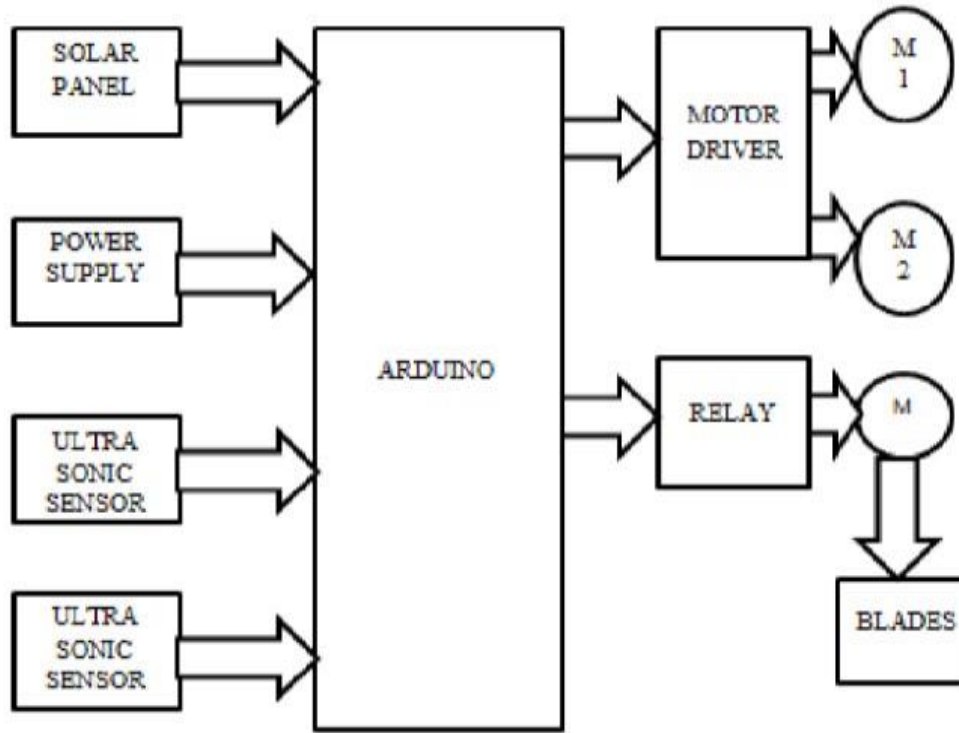 SOLAR
PANEL
POWER
SUPPLY
ULTRA
SONIC
SENSOR
ULTRA
SONIC
SENSOR
ARDUINO
MOTOR
DRIVER
M
1
M
2
RELAY
M
BLADES